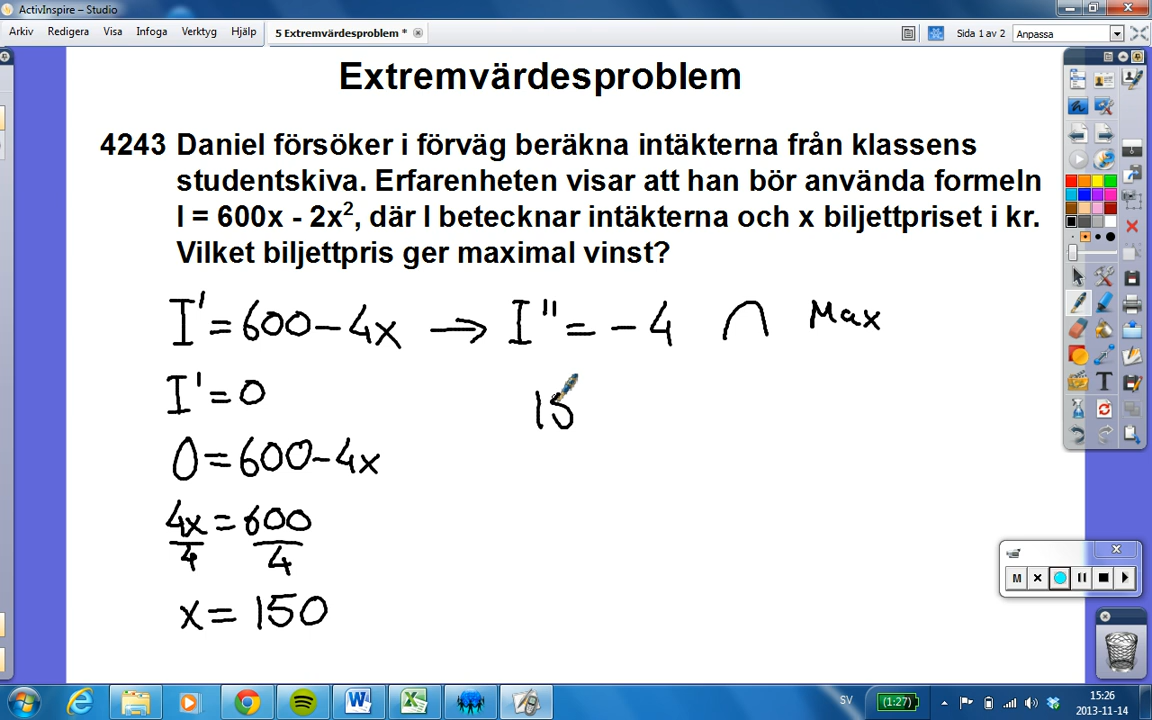 ActivInspire – Studio
Arkiv Redigera Visa Infoga Verktyg Hjälp
5 Extremvärdesproblem *
Sida 1 av 2
Anpassa
Extremvärdesproblem
4243 Daniel försöker i förväg beräkna intäkterna från klassens
studentskiva. Erfarenheten visar att han bör använda formeln
I = 600x - 2x², där I betecknar intäkterna och x biljettpriset i kr.
Vilket biljettpris ger maximal vinst?
I' = 600 - 4x → I'' = - 4 ∩ Max
I' = 0
15
0 = 600 - 4x
4x/4 = 600/4
x = 150
M
SV
(1:27)
15:26
2013-11-14